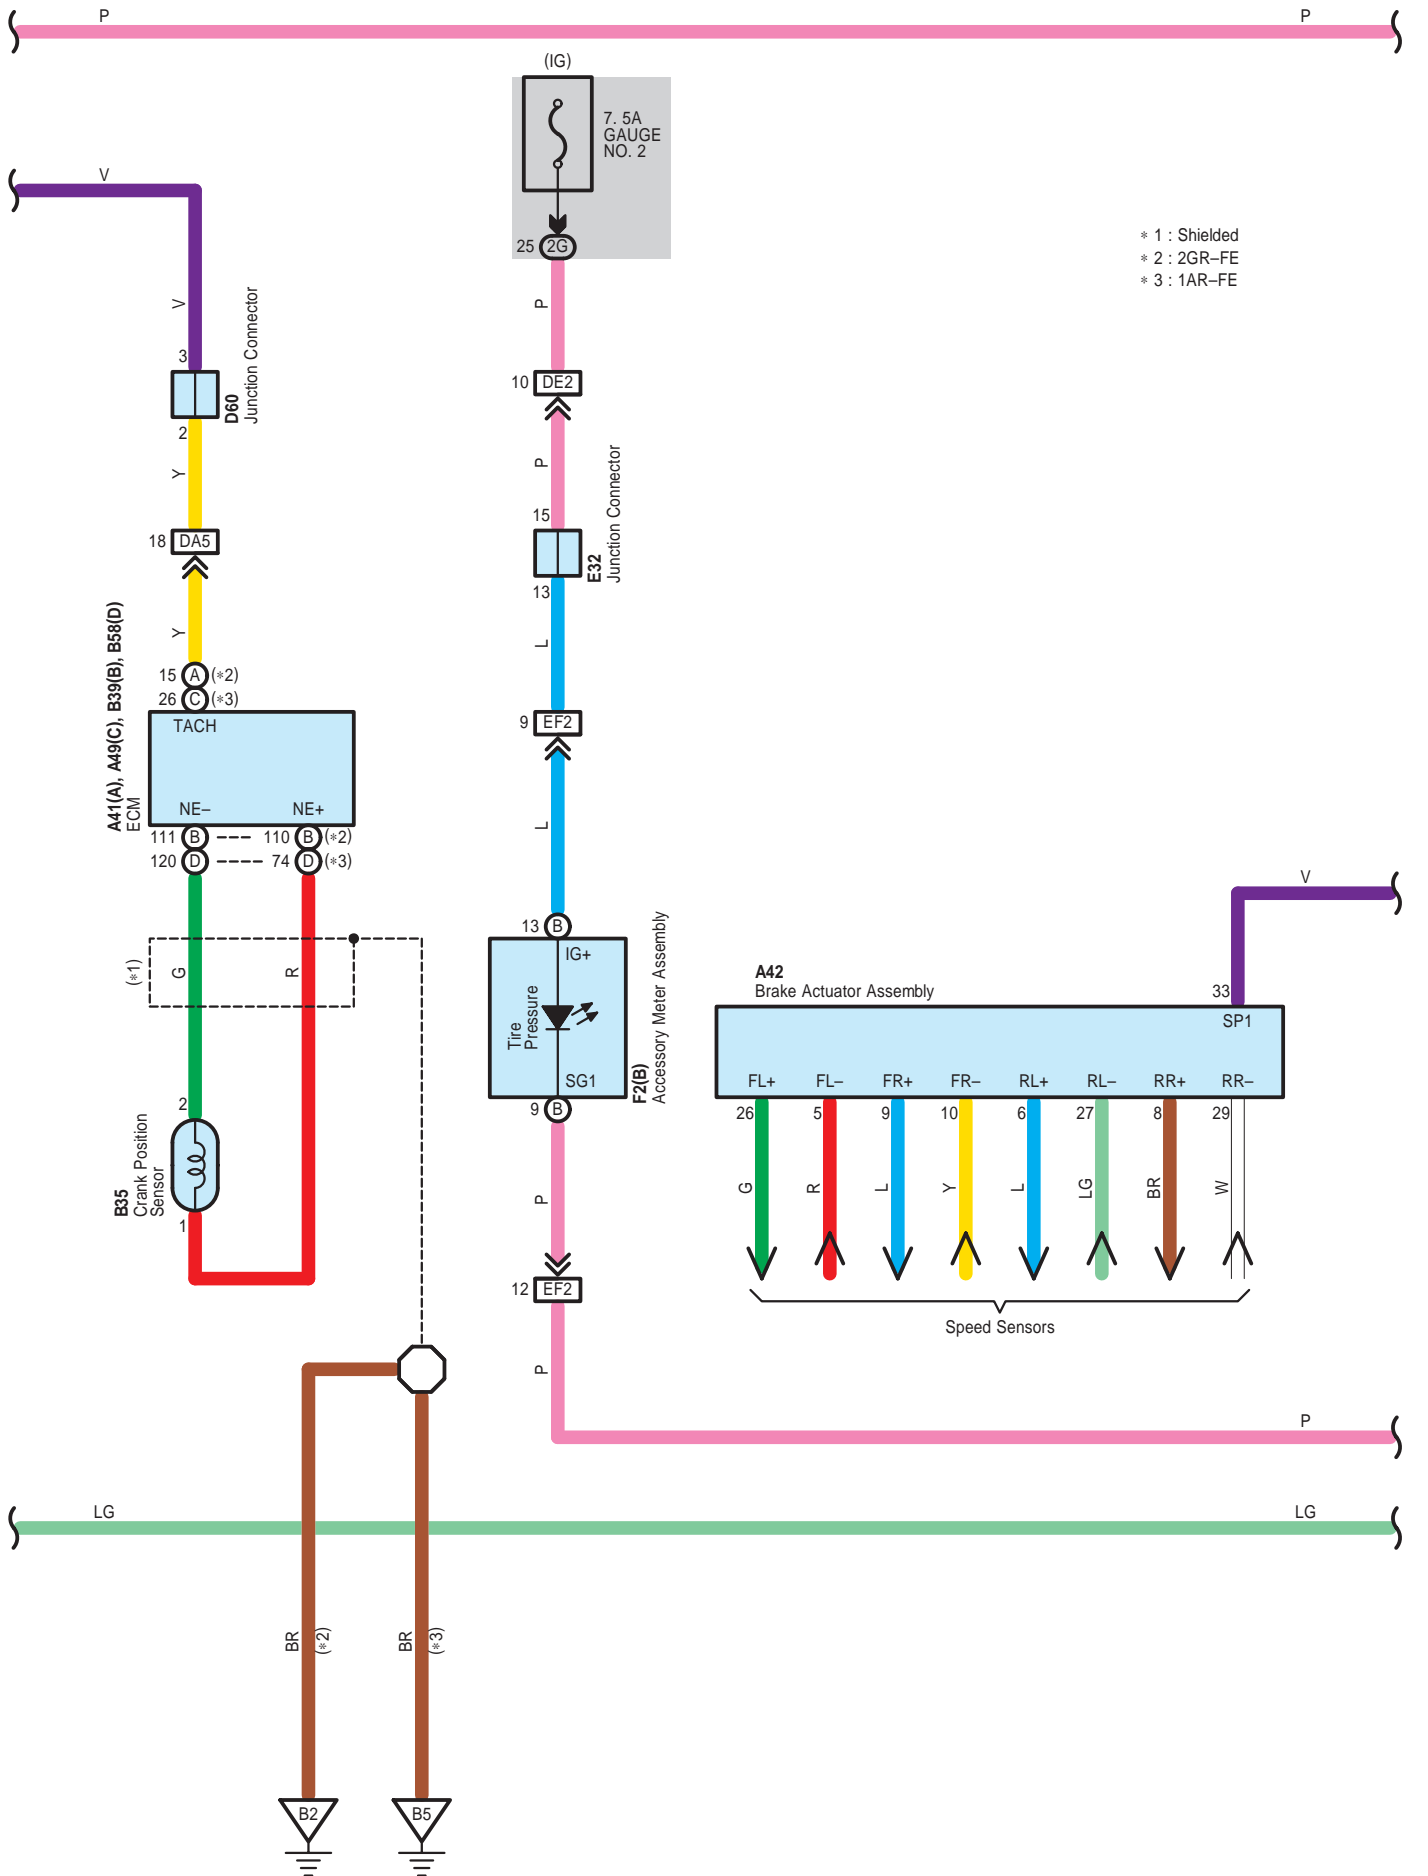 P
P
(IG)
7. 5A
GAUGE
NO. 2
25
2G
V
V
∗ 1 : Shielded
∗ 2 : 2GR–FE
∗ 3 : 1AR–FE
P
3
D60
Junction Connector
2
10
DE2
Y
P
18
DA5
15
E32
Junction Connector
13
Y
L
A41(A), A49(C), B39(B), B58(D)
ECM
15
A
(∗2)
26
C
(∗3)
TACH
NE–
NE+
9
EF2
111
B
110
B
(∗2)
120
D
74
D
(∗3)
L
(∗1)
G
R
13
B
IG+
Tire
Pressure
SG1
F2(B)
Accessory Meter Assembly
9
B
V
A42
Brake Actuator Assembly
33
SP1
FL+
FL–
FR+
FR–
RL+
RL–
RR+
RR–
26
5
9
10
6
27
8
29
G
R
L
Y
L
LG
BR
W
Speed Sensors
2
B35
Crank Position
Sensor
1
P
12
EF2
P
P
LG
LG
BR
(∗2)
BR
(∗3)
B2
B5